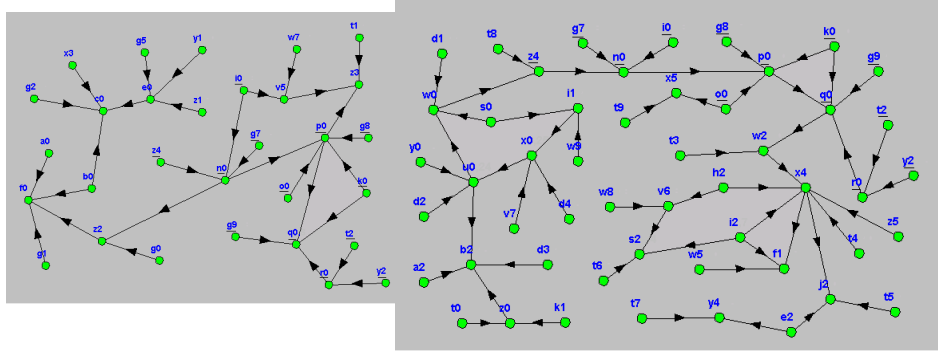 t1
x3
g5
y1
w7
z3
g2
c0
e0
i0
v5
z1
a0
z4
g7
p0
g8
f0
b0
n0
o0
k0
z2
g9
q0
t2
g1
g0
r0
y2
d1
t8
g7
i0
g8
k0
z4
n0
p0
x5
g9
w0
s0
i1
o0
q0
t9
t2
y0
x0
w9
t3
w2
u0
y2
h2
x4
r0
d2
v7
d4
w8
v6
i2
z5
b2
d3
s2
t4
a2
w5
f1
t6
j2
t0
z0
k1
t7
y4
e2
t5